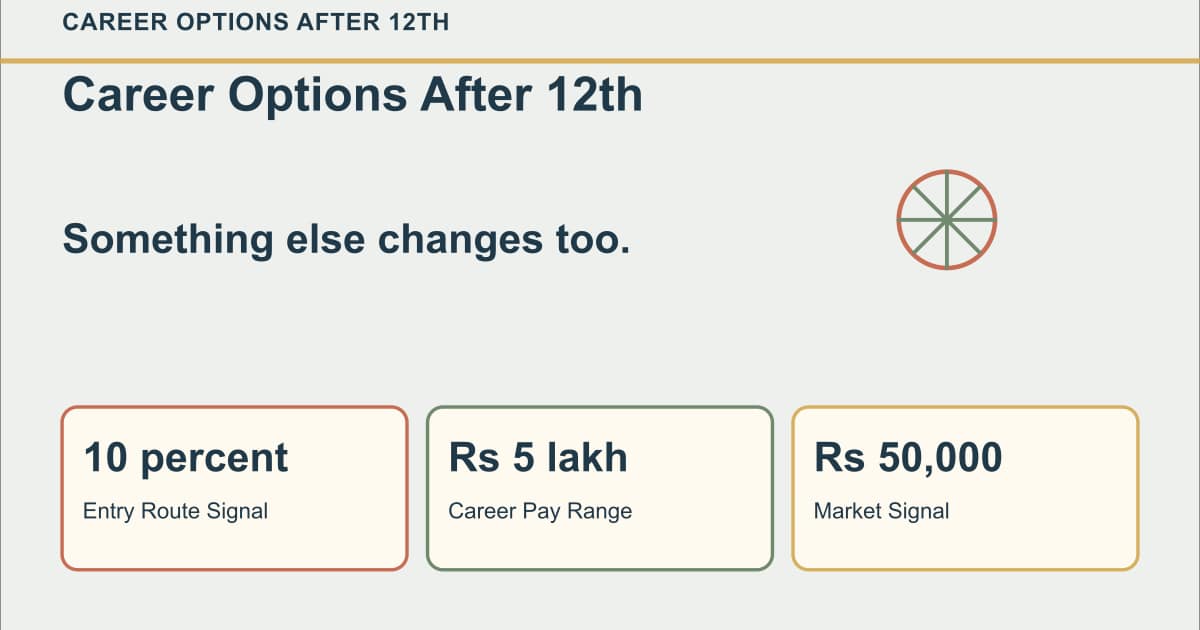 CAREER OPTIONS AFTER 12TH
Career Options After 12th
Something else changes too.
10 percent
Entry Route Signal
Rs 5 lakh
Career Pay Range
Rs 50,000
Market Signal